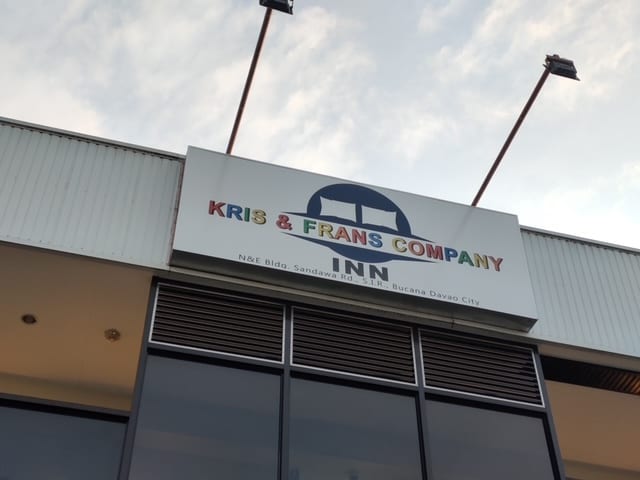 KRIS & FRANS COMPANY
INN
N&E Bldg. Sandawa Rd., S.I.R., Bucana Davao City